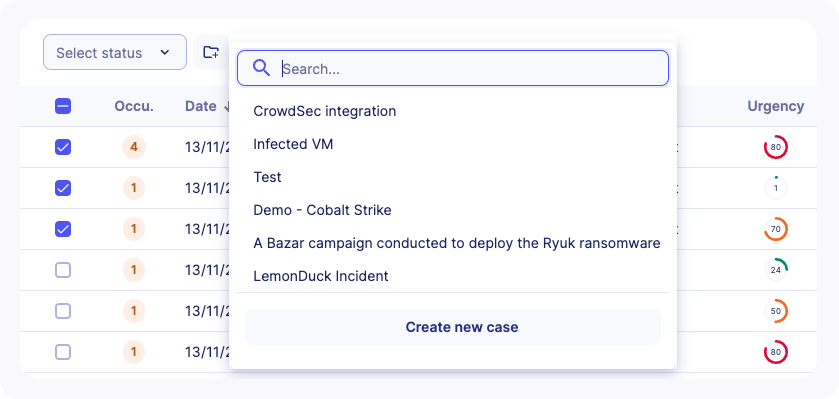 Select status
Search...
Occu.
Date
Urgency
CrowdSec integration
Infected VM
Test
Demo - Cobalt Strike
A Bazar campaign conducted to deploy the Ryuk ransomware
LemonDuck Incident
Create new case
4
13/11/2
80
1
13/11/2
1
1
13/11/2
70
1
13/11/2
24
1
13/11/2
50
1
13/11/2
80